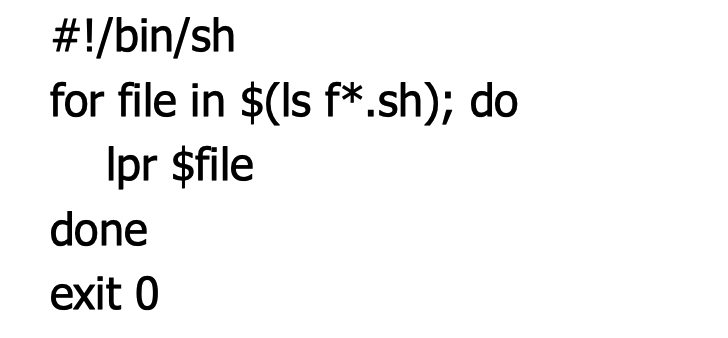 #!/bin/sh
for file in $(ls f*.sh); do
lpr $file
done
exit 0